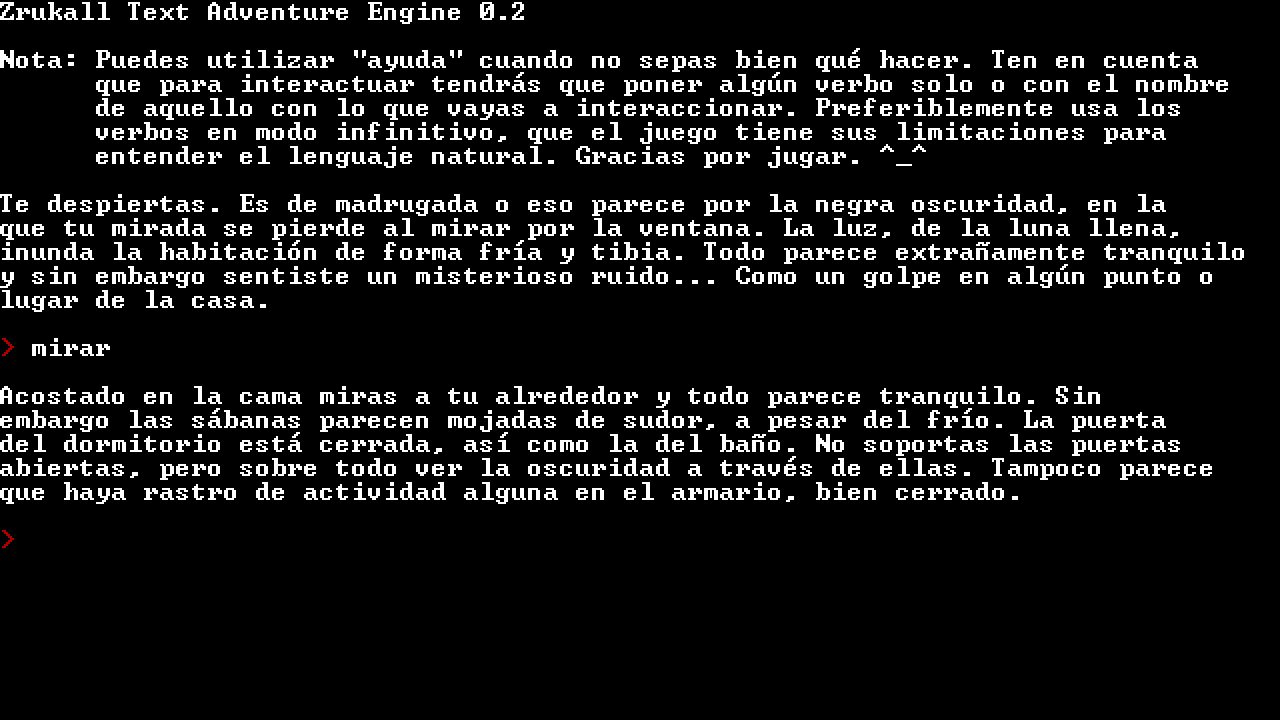 Zrukall Text Adventure Engine 0.2
Nota: Puedes utilizar "ayuda" cuando no sepas bien qué hacer. Ten en cuenta
que para interactuar tendrás que poner algún verbo solo o con el nombre
de aquello con lo que vayas a interaccionar. Preferiblemente usa los
verbos en modo infinitivo, que el juego tiene sus limitaciones para
entender el lenguaje natural. Gracias por jugar. ^_^
Te despiertas. Es de madrugada o eso parece por la negra oscuridad, en la
que tu mirada se pierde al mirar por la ventana. La luz, de la luna llena,
inunda la habitación de forma fría y tibia. Todo parece extrañamente tranquilo
y sin embargo sentiste un misterioso ruido... Como un golpe en algún punto o
lugar de la casa.
> mirar
Acostado en la cama miras a tu alrededor y todo parece tranquilo. Sin
embargo las sábanas parecen mojadas de sudor, a pesar del frío. La puerta
del dormitorio está cerrada, así como la del baño. No soportas las puertas
abiertas, pero sobre todo ver la oscuridad a través de ellas. Tampoco parece
que haya rastro de actividad alguna en el armario, bien cerrado.
>